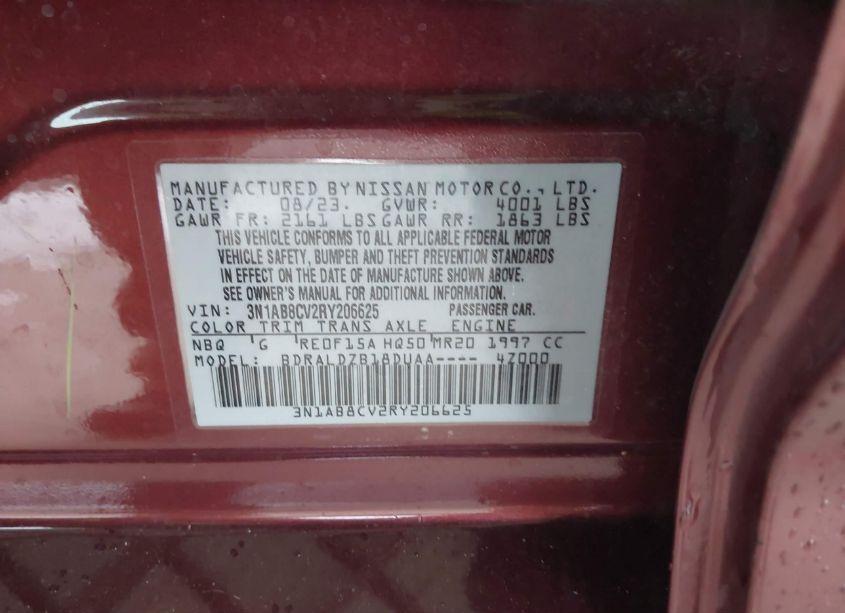 MANUFACTURED BY NISSAN MOTOR CO., LTD.
DATE: 08/23. GVWR: 4001 LBS
GAWR FR: 2161 LBS GAWR RR: 1863 LBS
THIS VEHICLE CONFORMS TO ALL APPLICABLE FEDERAL MOTOR
VEHICLE SAFETY, BUMPER AND THEFT PREVENTION STANDARDS
IN EFFECT ON THE DATE OF MANUFACTURE SHOWN ABOVE.
SEE OWNER'S MANUAL FOR ADDITIONAL INFORMATION.
VIN: 3N1AB8CV2RY206625 PASSENGER CAR.
COLOR TRIM TRANS AXLE ENGINE
NBQ 'G 'RE0F15A HQ50'MR20 1997 CC
MODEL: BDRALDZB18DUAA---- 4Z000
3N1AB8CV2RY206625